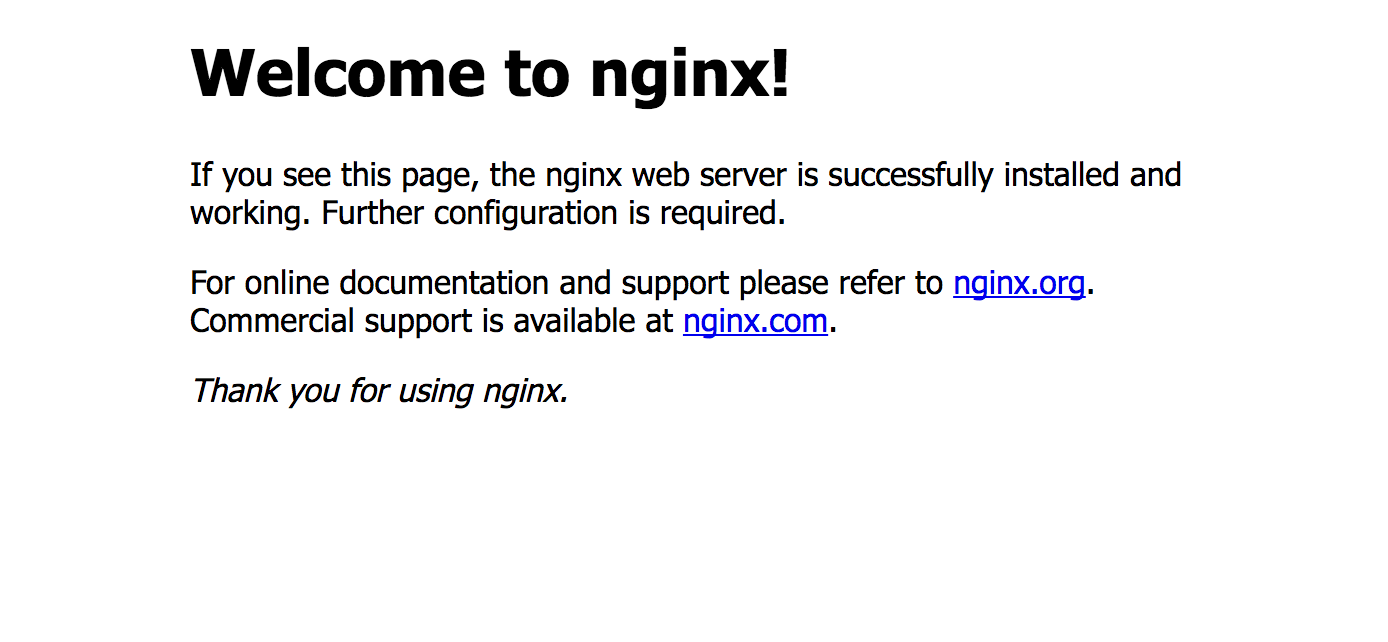 Welcome to nginx!
If you see this page, the nginx web server is successfully installed and
working. Further configuration is required.
For online documentation and support please refer to nginx.org.
Commercial support is available at nginx.com.
Thank you for using nginx.